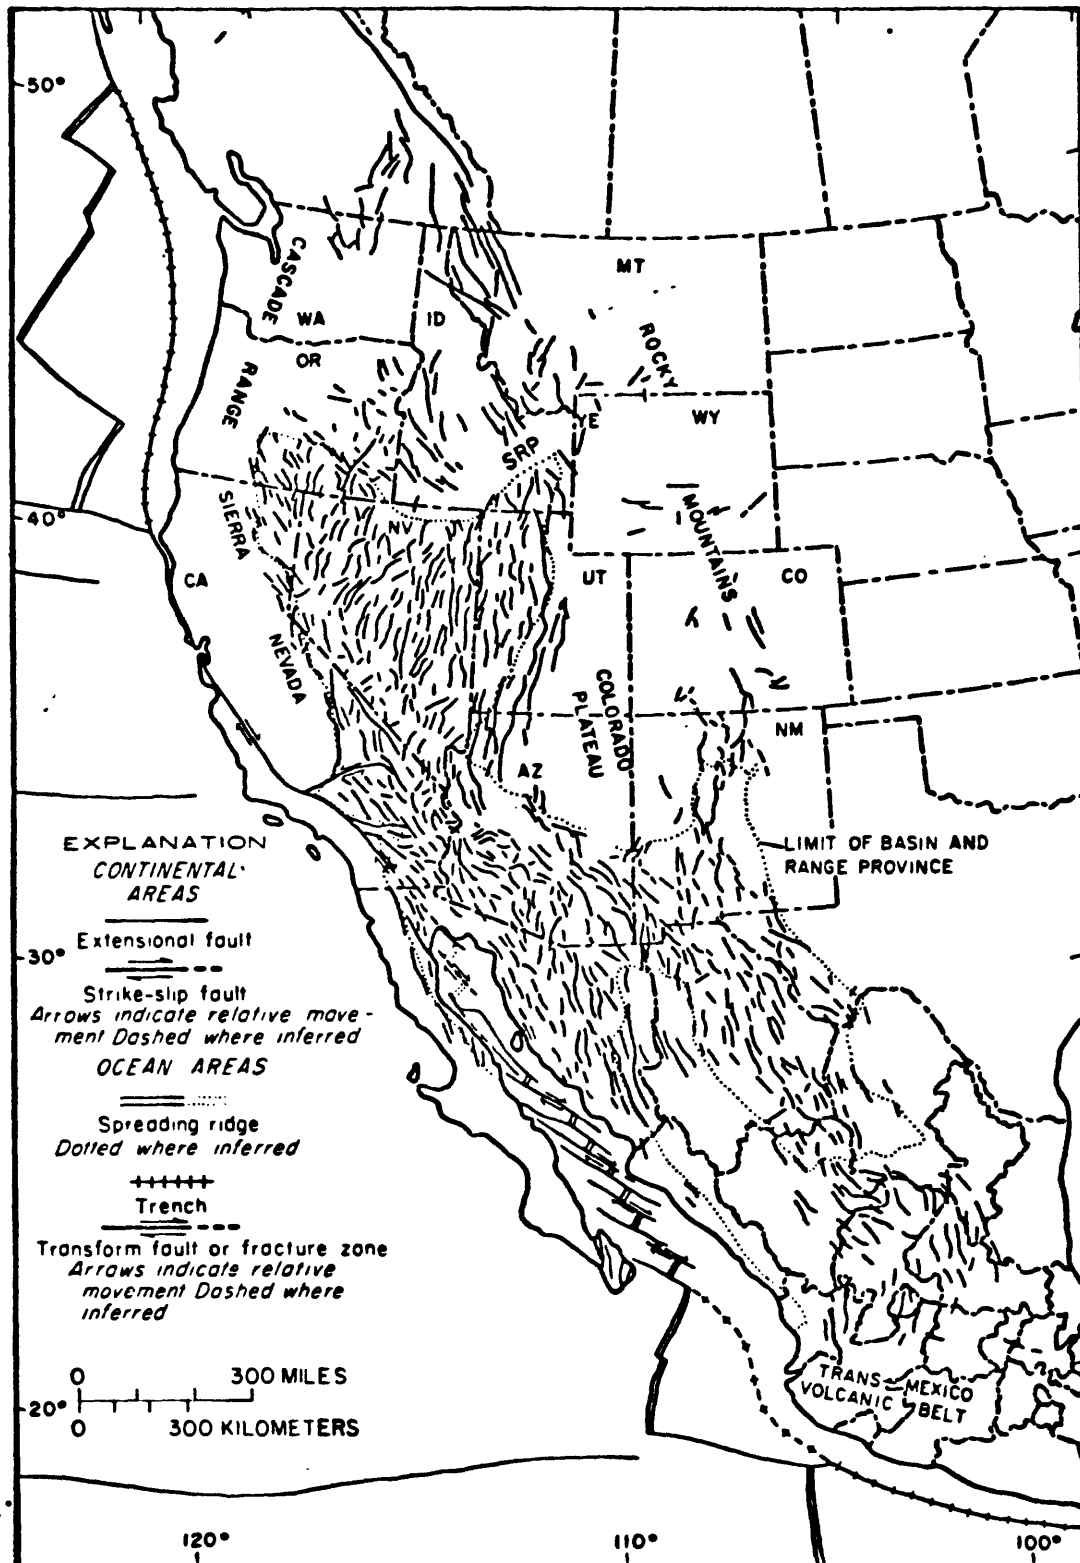 50°
CASCADE
RANGE
WA
OR
ID
MT
ROCKY
YE
WY
SRP
40°
SIERRA
NEVADA
NV
CA
UT
MOUNTAINS
CO
COLORADO
PLATEAU
AZ
NM
LIMIT OF BASIN AND
RANGE PROVINCE
EXPLANATION
CONTINENTAL
AREAS
Extensional fault
30°
Strike-slip fault
Arrows indicate relative move-
ment Dashed where inferred
OCEAN AREAS
Spreading ridge
Dotted where inferred
Trench
Transform fault or fracture zone
Arrows indicate relative
movement Dashed where
inferred
0 300 MILES
20°
0 300 KILOMETERS
TRANS-MEXICO
VOLCANIC BELT
120° 110° 100°